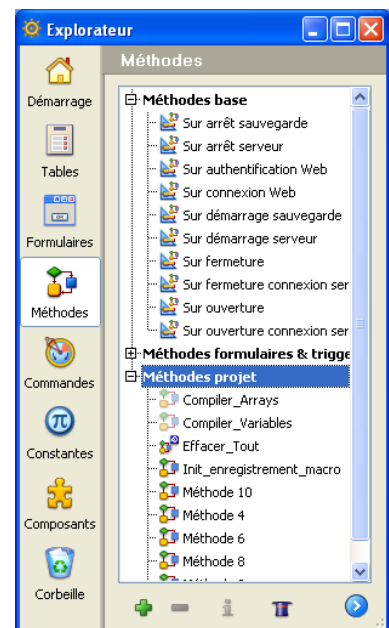 Explorateur
Méthodes
Démarrage
Tables
Formulaires
Méthodes
Commandes
Constantes
Composants
Corbeille
Méthodes base
Sur arrêt sauvegarde
Sur arrêt serveur
Sur authentification Web
Sur connexion Web
Sur démarrage sauvegarde
Sur démarrage serveur
Sur fermeture
Sur fermeture connexion ser
Sur ouverture
Sur ouverture connexion ser
Méthodes formulaires & trigge
Méthodes projet
Compiler_Arrays
Compiler_Variables
Effacer_Tout
Init_enregistrement_macro
Méthode 10
Méthode 4
Méthode 6
Méthode 8